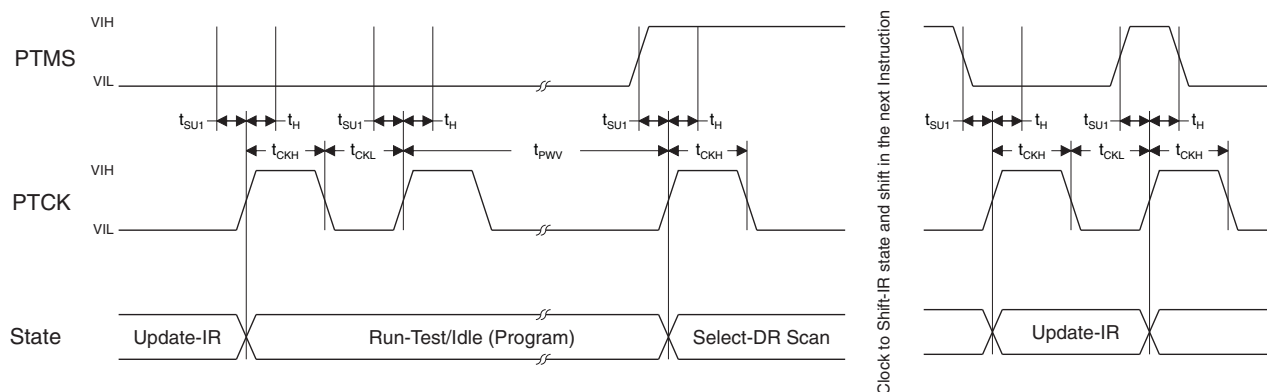 VIH
PTMS
VIL
tSU1 tH tSU1 tH tSU1 tH tSU1 tH tSU1 tH
tCKH tCKL tPWV tCKH tCKH tCKL tCKH
VIH
PTCK
VIL
State Update-IR Run-Test/Idle (Program) Select-DR Scan Update-IR
Clock to Shift-IR state and shift in the next Instruction